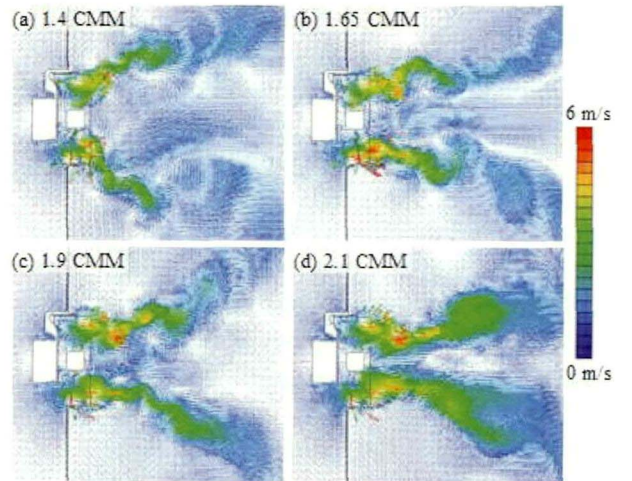 (a) 1.4 CMM
(b) 1.65 CMM
6 m/s
(c) 1.9 CMM
(d) 2.1 CMM
0 m/s